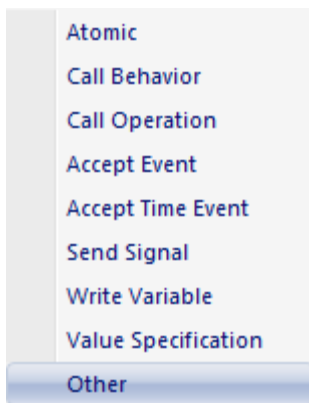 Atomic
Call Behavior
Call Operation
Accept Event
Accept Time Event
Send Signal
Write Variable
Value Specification
Other